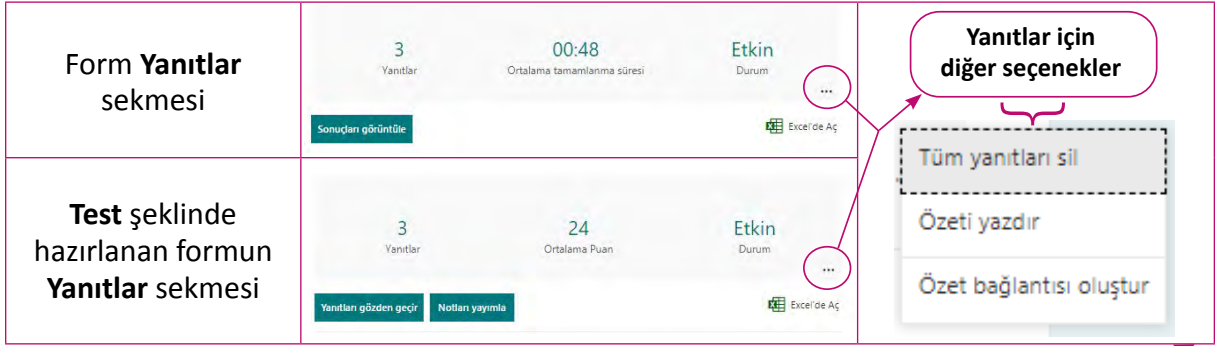 Form Yanıtlar
sekmesi
3
Yanıtlar
00:48
Ortalama tamamlanma süresi
Etkin
Durum
...
Sonuçları görüntüle
Excel'de Aç
Yanıtlar için
diğer seçenekler
Tüm yanıtları sil
Özeti yazdır
Özet bağlantısı oluştur
Test şeklinde
hazırlanan formun
Yanıtlar sekmesi
3
Yanıtlar
24
Ortalama Puan
Etkin
Durum
...
Yanıtları gözden geçir
Notları yayımla
Excel'de Aç